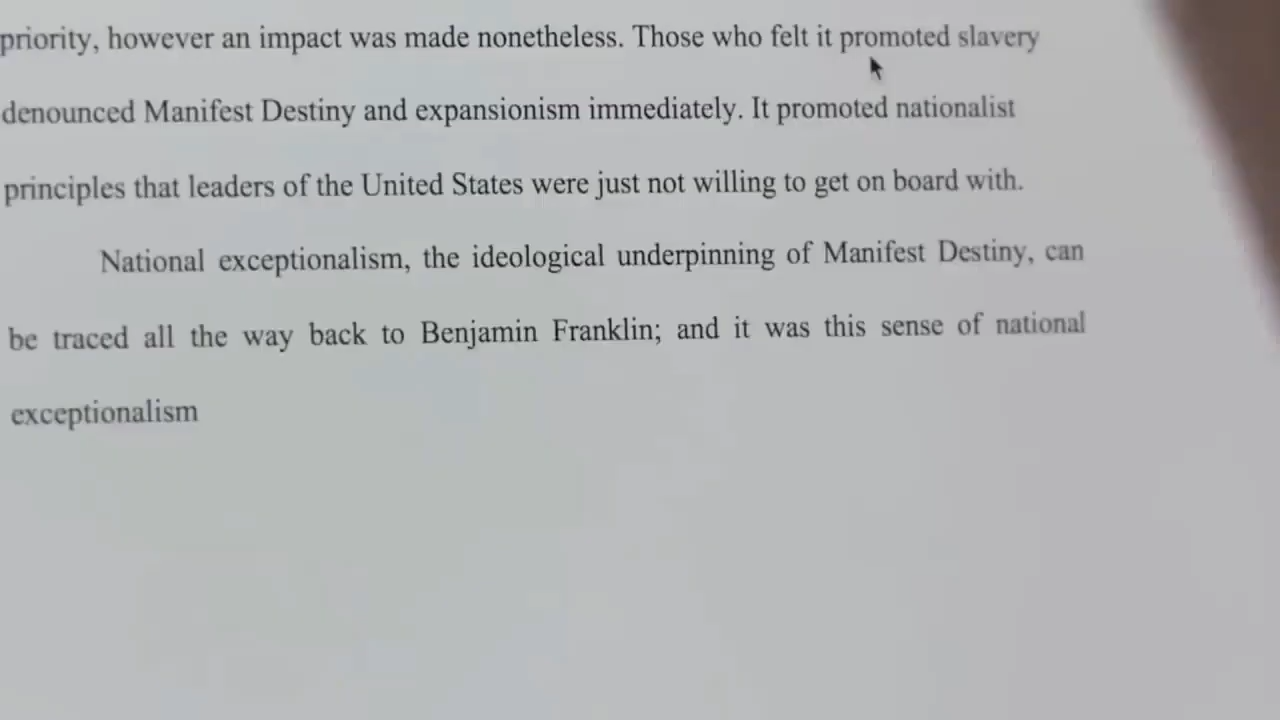 priority, however an impact was made nonetheless. Those who felt it promoted slavery
denounced Manifest Destiny and expansionism immediately. It promoted nationalist
principles that leaders of the United States were just not willing to get on board with.
National exceptionalism, the ideological underpinning of Manifest Destiny, can
be traced all the way back to Benjamin Franklin; and it was this sense of national
exceptionalism